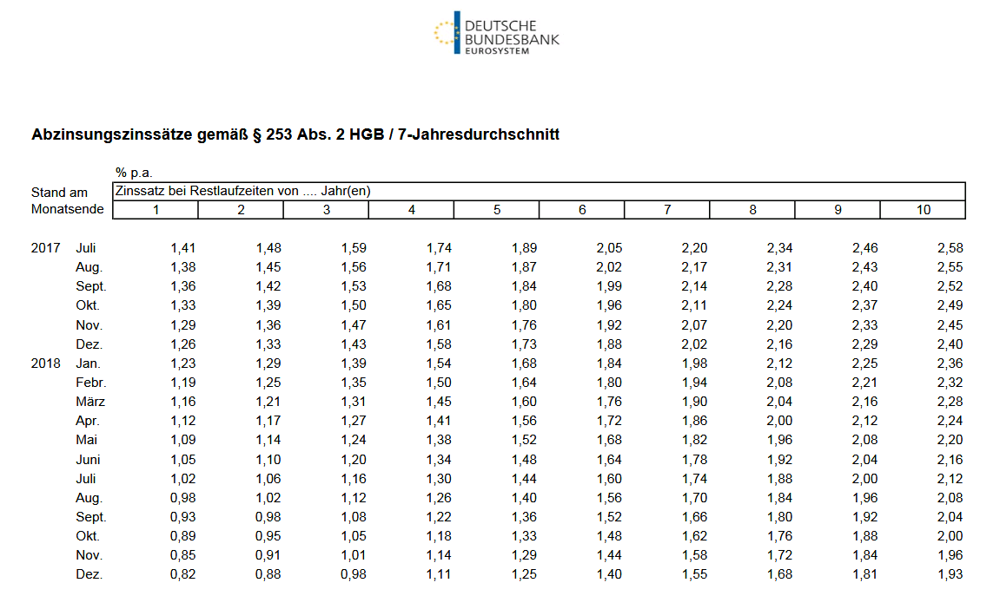 DEUTSCHE
BUNDESBANK
EUROSYSTEM
Abzinsungszinssätze gemäß § 253 Abs. 2 HGB / 7-Jahresdurchschnitt
% p.a.
Stand am Zinssatz bei Restlaufzeiten von .... Jahr(en)
Monatsende 1 2 3 4 5 6 7 8 9 10
2017 Juli 1,41 1,48 1,59 1,74 1,89 2,05 2,20 2,34 2,46 2,58
Aug. 1,38 1,45 1,56 1,71 1,87 2,02 2,17 2,31 2,43 2,55
Sept. 1,36 1,42 1,53 1,68 1,84 1,99 2,14 2,28 2,40 2,52
Okt. 1,33 1,39 1,50 1,65 1,80 1,96 2,11 2,24 2,37 2,49
Nov. 1,29 1,36 1,47 1,61 1,76 1,92 2,07 2,20 2,33 2,45
Dez. 1,26 1,33 1,43 1,58 1,73 1,88 2,02 2,16 2,29 2,40
2018 Jan. 1,23 1,29 1,39 1,54 1,68 1,84 1,98 2,12 2,25 2,36
Febr. 1,19 1,25 1,35 1,50 1,64 1,80 1,94 2,08 2,21 2,32
März 1,16 1,21 1,31 1,45 1,60 1,76 1,90 2,04 2,16 2,28
Apr. 1,12 1,17 1,27 1,41 1,56 1,72 1,86 2,00 2,12 2,24
Mai 1,09 1,14 1,24 1,38 1,52 1,68 1,82 1,96 2,08 2,20
Juni 1,05 1,10 1,20 1,34 1,48 1,64 1,78 1,92 2,04 2,16
Juli 1,02 1,06 1,16 1,30 1,44 1,60 1,74 1,88 2,00 2,12
Aug. 0,98 1,02 1,12 1,26 1,40 1,56 1,70 1,84 1,96 2,08
Sept. 0,93 0,98 1,08 1,22 1,36 1,52 1,66 1,80 1,92 2,04
Okt. 0,89 0,95 1,05 1,18 1,33 1,48 1,62 1,76 1,88 2,00
Nov. 0,85 0,91 1,01 1,14 1,29 1,44 1,58 1,72 1,84 1,96
Dez. 0,82 0,88 0,98 1,11 1,25 1,40 1,55 1,68 1,81 1,93